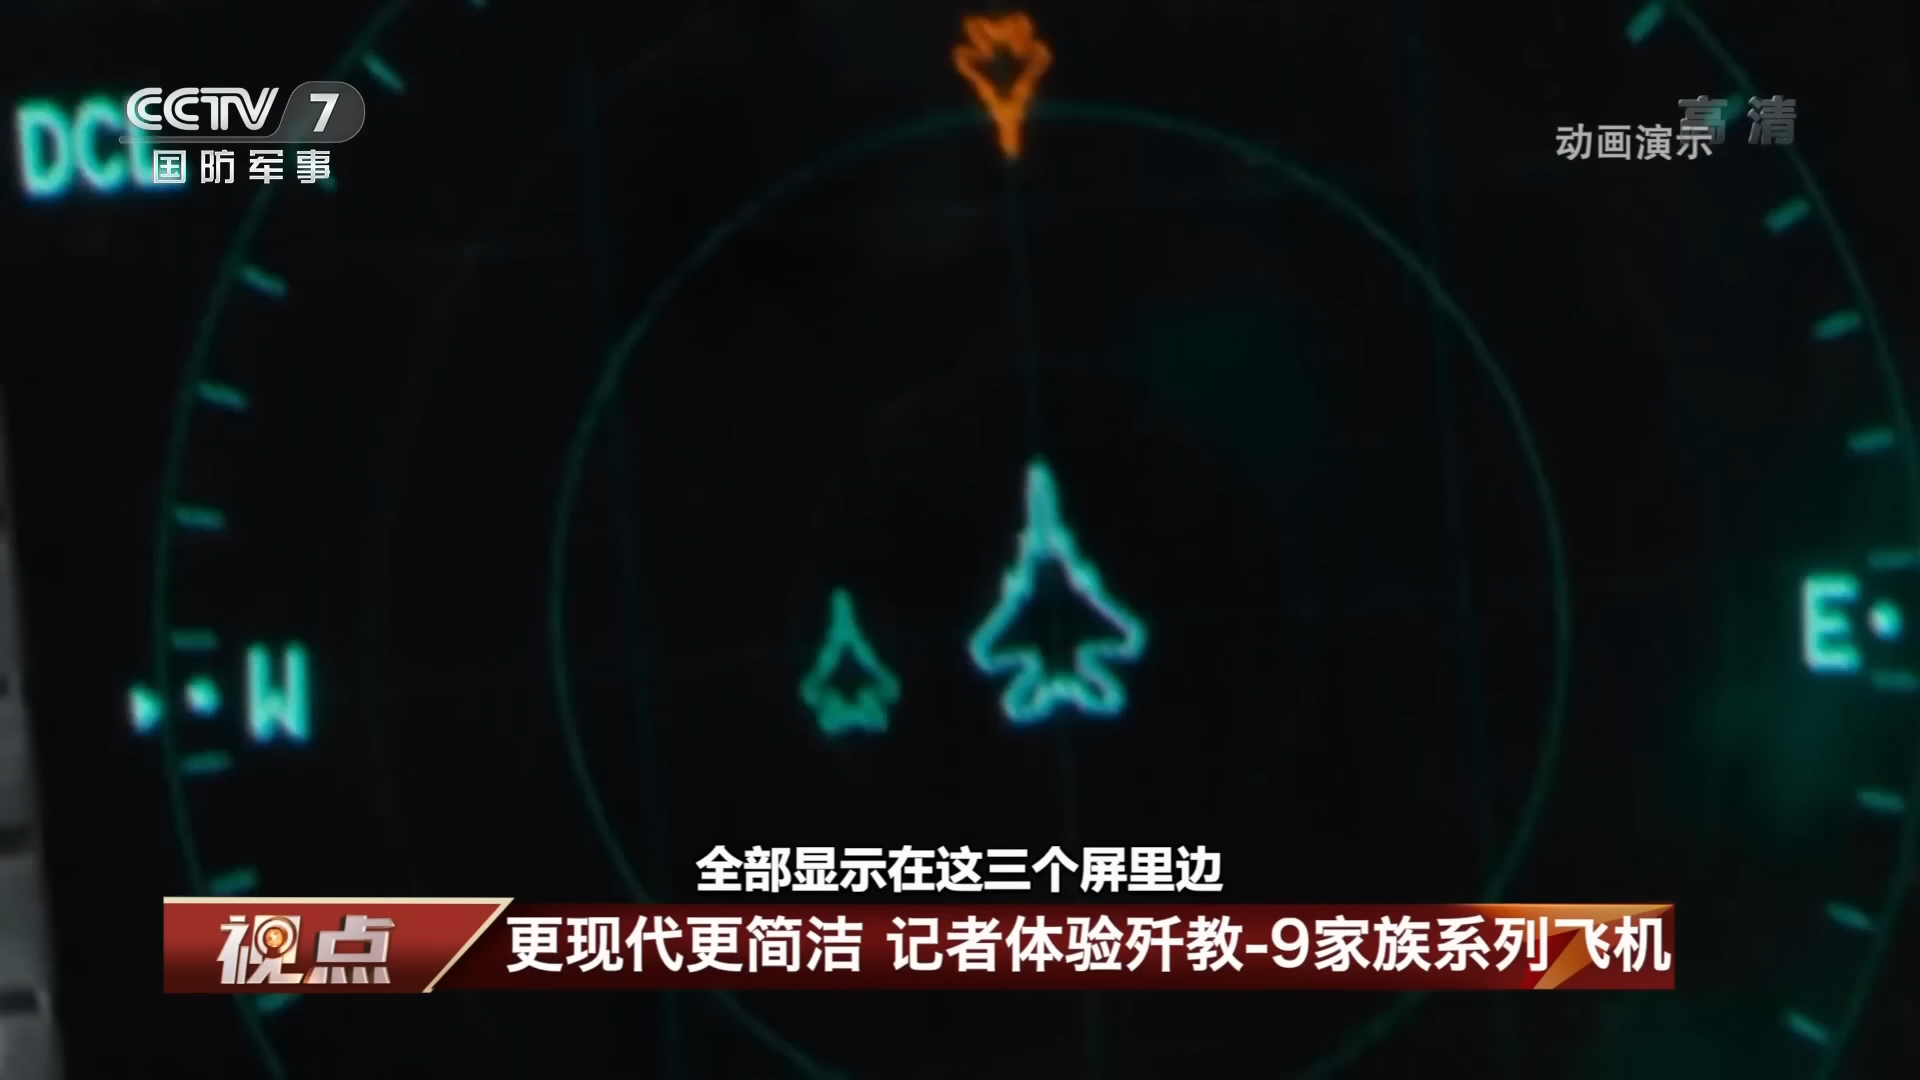 CCTV 7
国防军事
高清
动画演示
DCL
W
E
全部显示在这三个屏里边
视点
更现代更简洁 记者体验歼教-9家族系列飞机